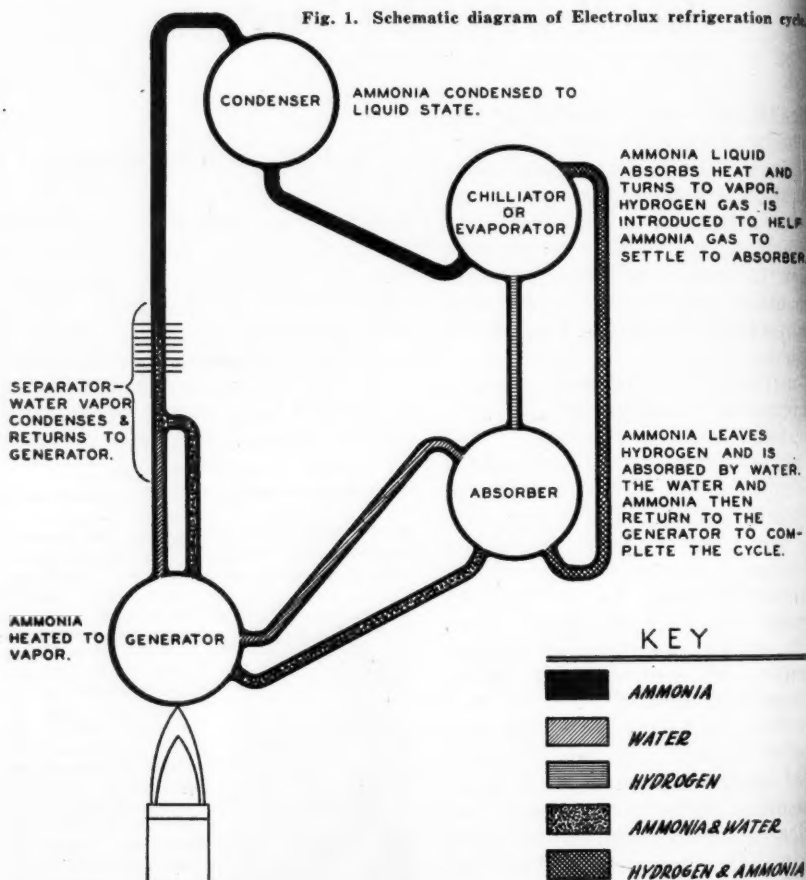 Fig. 1. Schematic diagram of Electrolux refrigeration
CONDENSER
AMMONIA CONDENSED TO
LIQUID STATE.
CHILLIATOR
OR
EVAPORATOR
AMMONIA LIQUID
ABSORBS HEAT AND
TURNS TO VAPOR.
HYDROGEN GAS IS
INTRODUCED TO HELP
AMMONIA GAS TO
SETTLE TO ABSORBER
SEPARATOR—
WATER VAPOR
CONDENSES &
RETURNS TO
GENERATOR.
ABSORBER
AMMONIA LEAVES
HYDROGEN AND IS
ABSORBED BY WATER.
THE WATER AND
AMMONIA THEN
RETURN TO THE
GENERATOR TO COM-
PLETE THE CYCLE.
AMMONIA
HEATED TO
VAPOR.
GENERATOR
KEY
AMMONIA
WATER
HYDROGEN
AMMONIA & WATER
HYDROGEN & AMMONIA